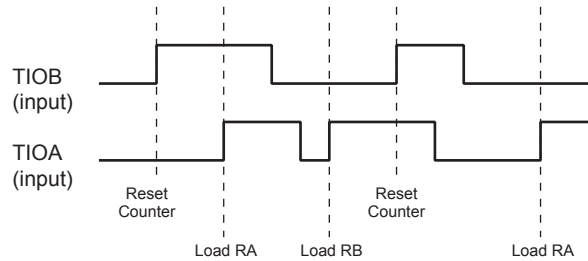 TIOB
(input)
TIOA
(input)
Reset
Counter
Reset
Counter
Load RA
Load RB
Load RA